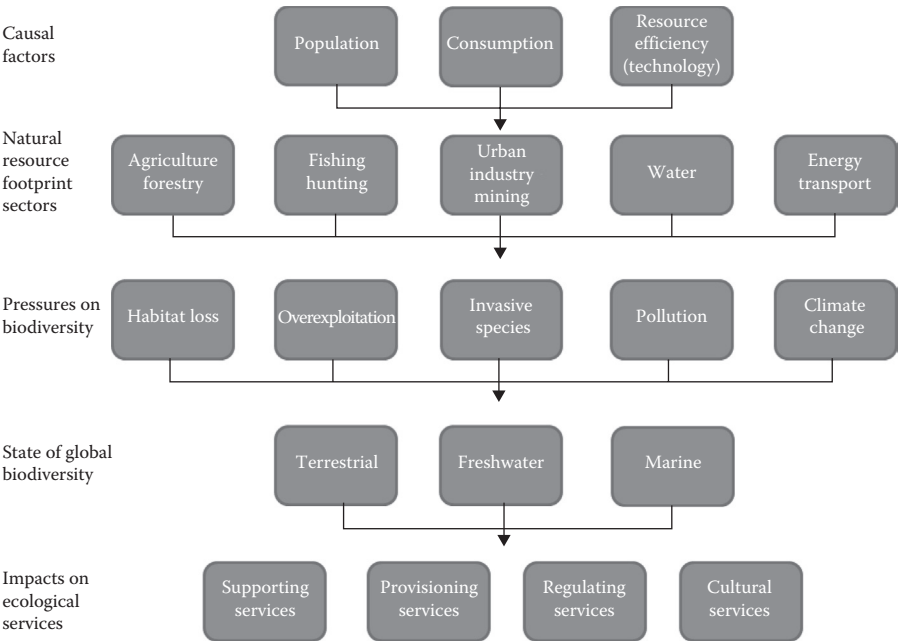 Causal
factors
Population
Consumption
Resource
efficiency
(technology)
Natural
resource
footprint
sectors
Agriculture
forestry
Fishing
hunting
Urban
industry
mining
Water
Energy
transport
Pressures on
biodiversity
Habitat loss
Overexploitation
Invasive
species
Pollution
Climate
change
State of global
biodiversity
Terrestrial
Freshwater
Marine
Impacts on
ecological
services
Supporting
services
Provisioning
services
Regulating
services
Cultural
services